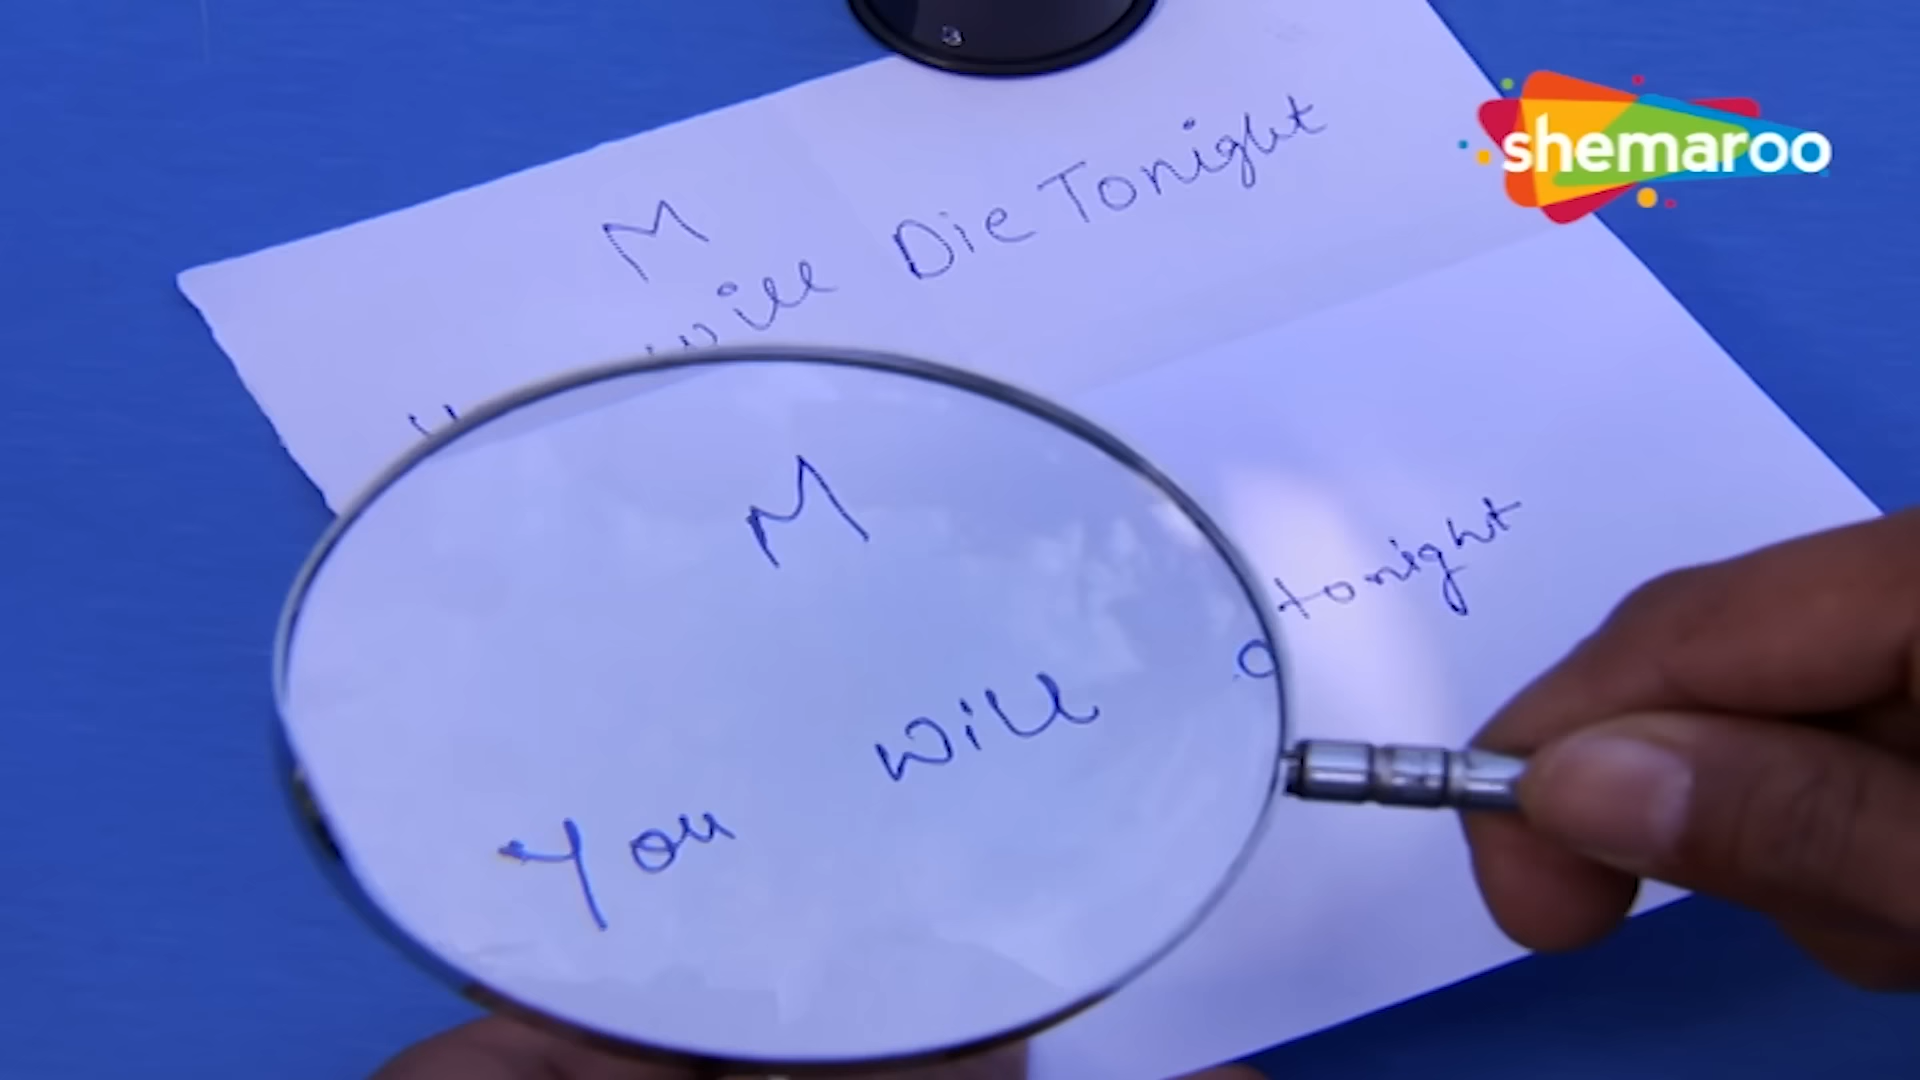 shemaroo
M
will Die Tonight
M
You will
tonight